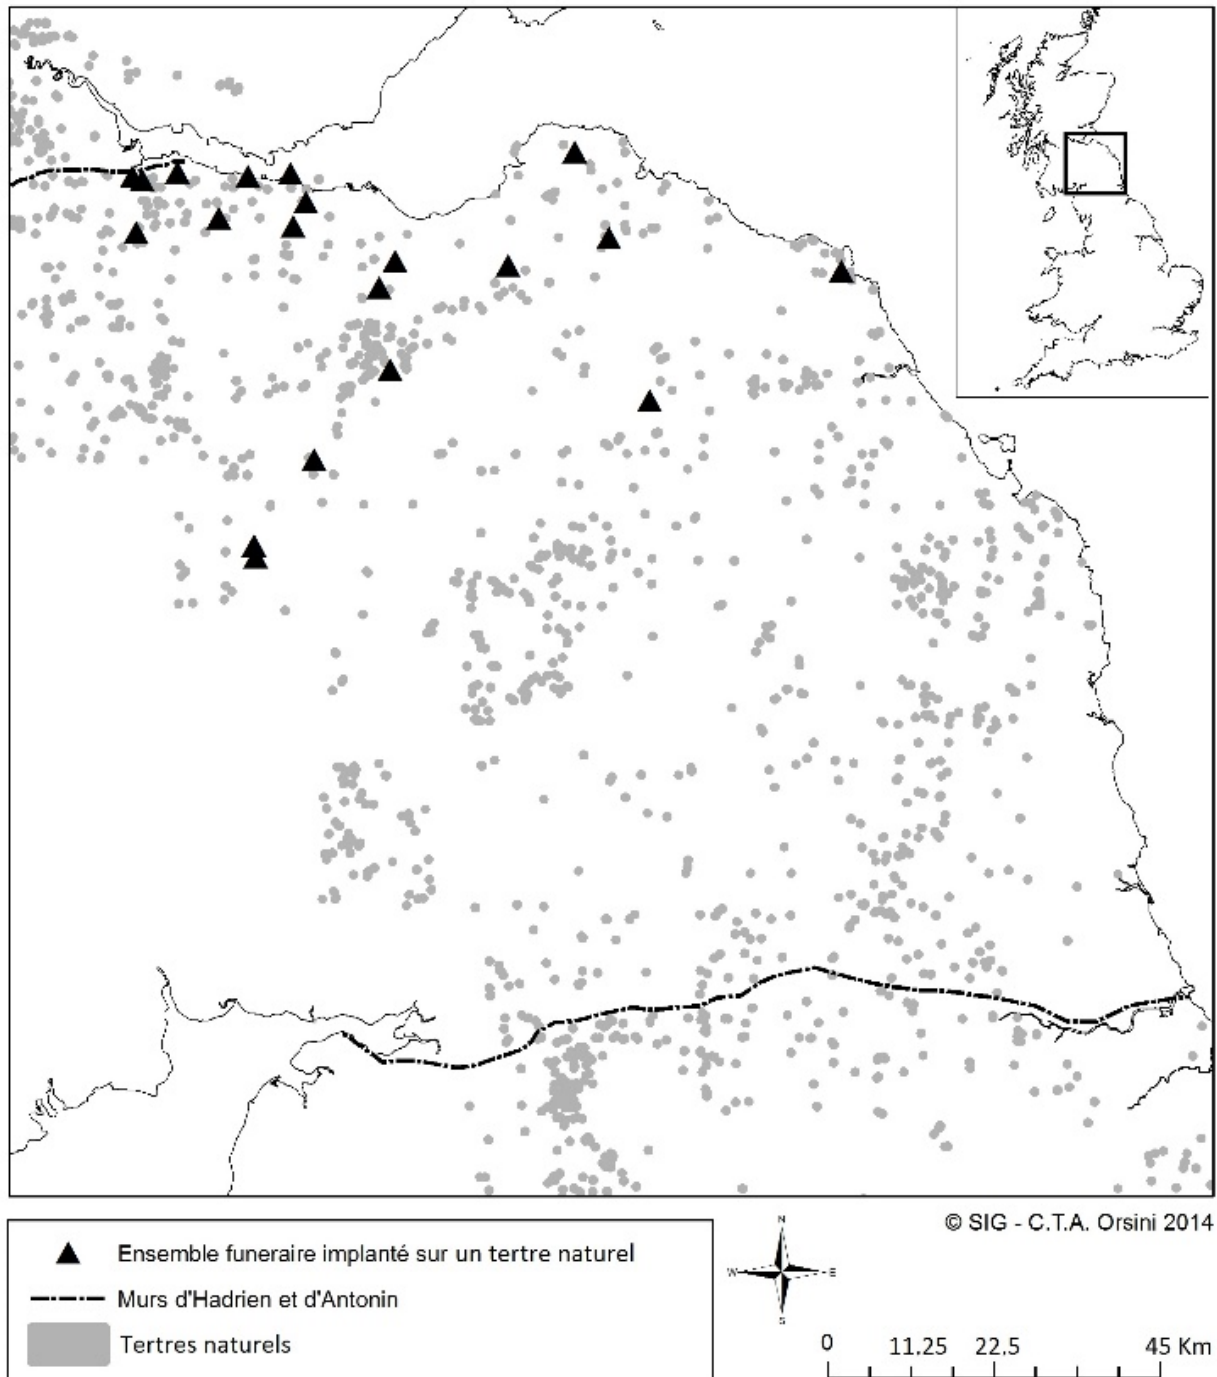 © SIG - C.T.A. Orsini 2014
Ensemble funeraire implanté sur un tertre naturel
Murs d'Hadrien et d'Antonin
Tertres naturels
N
W
E
S
0 11.25 22.5 45 Km